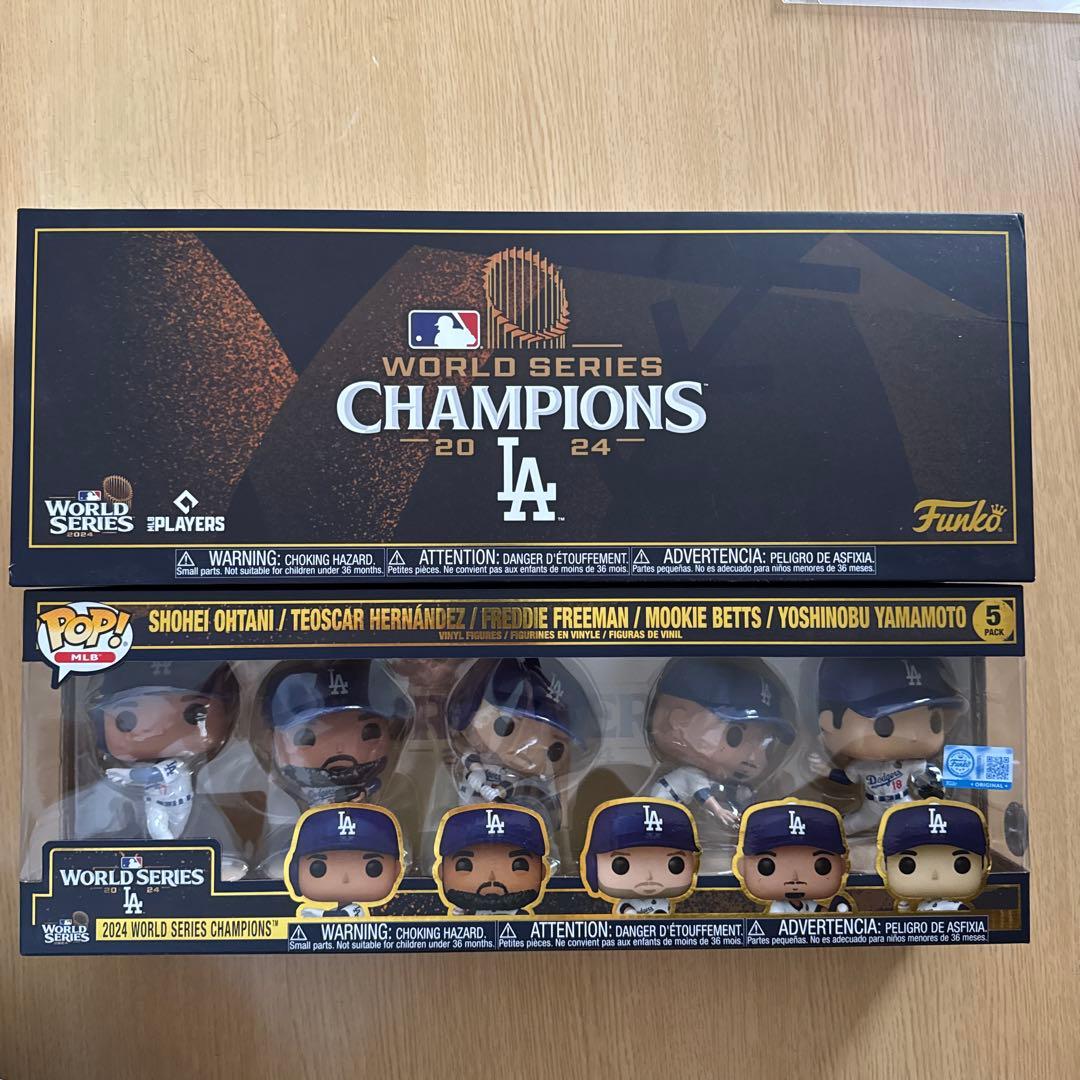 WORLD SERIES
CHAMPIONS™
20 24
LA™
WORLD
SERIES
2024
MLB PLAYERS
Funko
WARNING: CHOKING HAZARD.
Small parts. Not suitable for children under 36 months.
ATTENTION: DANGER D'ÉTOUFFEMENT.
Petites pièces. Ne convient pas aux enfants de moins de 36 mois.
ADVERTENCIA: PELIGRO DE ASFIXIA.
Partes pequeñas. No es adecuado para niños menores de 36 meses.
POP!
MLB
SHOHEI OHTANI / TEOSCAR HERNÁNDEZ / FREDDIE FREEMAN / MOOKIE BETTS / YOSHINOBU YAMAMOTO
VINYL FIGURES / FIGURINES EN VINYLE / FIGURAS DE VINIL
5
PACK
LA
LA
LA
LA
Dodgers
18
Funko
ORIGINAL
LA
LA
LA
LA
LA
WORLD SERIES
20 24
LA
WORLD
SERIES
2024 WORLD SERIES CHAMPIONS™
WARNING: CHOKING HAZARD.
Small parts. Not suitable for children under 36 months.
ATTENTION: DANGER D'ÉTOUFFEMENT.
Petites pièces. Ne convient pas aux enfants de moins de 36 mois.
ADVERTENCIA: PELIGRO DE ASFIXIA.
Partes pequeñas. No es adecuado para niños menores de 36 meses.